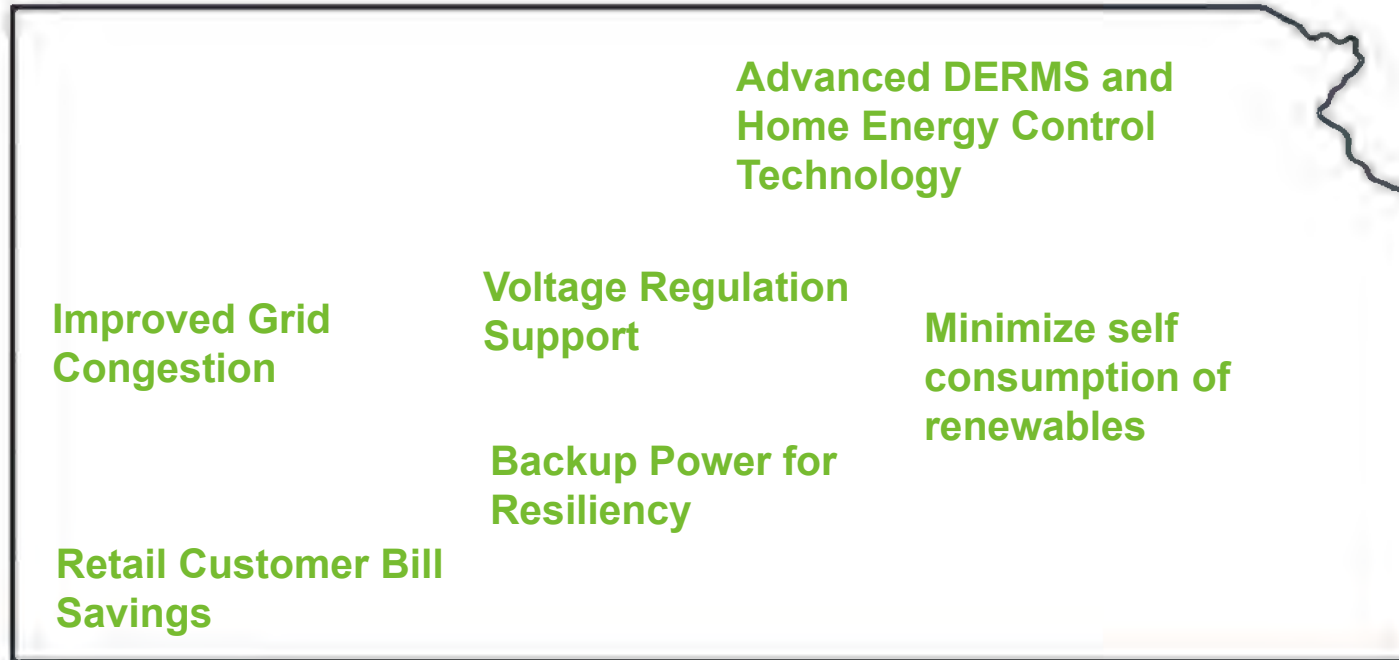 Advanced DERMS and
Home Energy Control
Technology
Voltage Regulation
Support
Improved Grid
Congestion
Minimize self
consumption of
renewables
Backup Power for
Resiliency
Retail Customer Bill
Savings